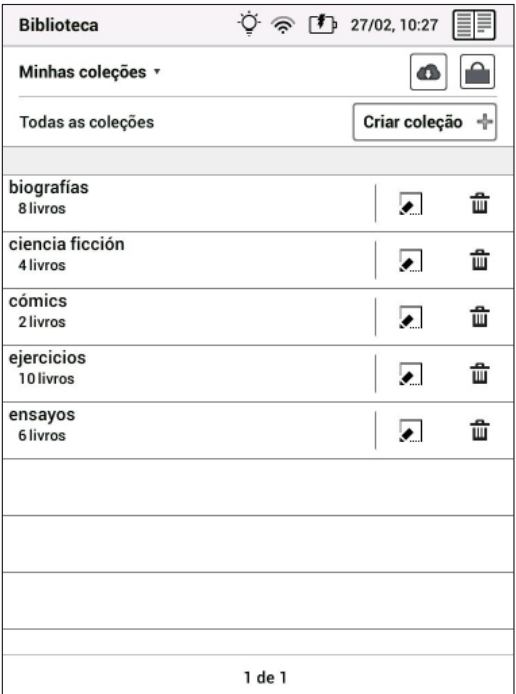 Biblioteca 27/02, 10:27
Minhas coleções
Todas as coleções Criar coleção
biografías
8 livros
ciencia ficción
4 livros
cómics
2 livros
ejercicios
10 livros
ensayos
6 livros
1 de 1